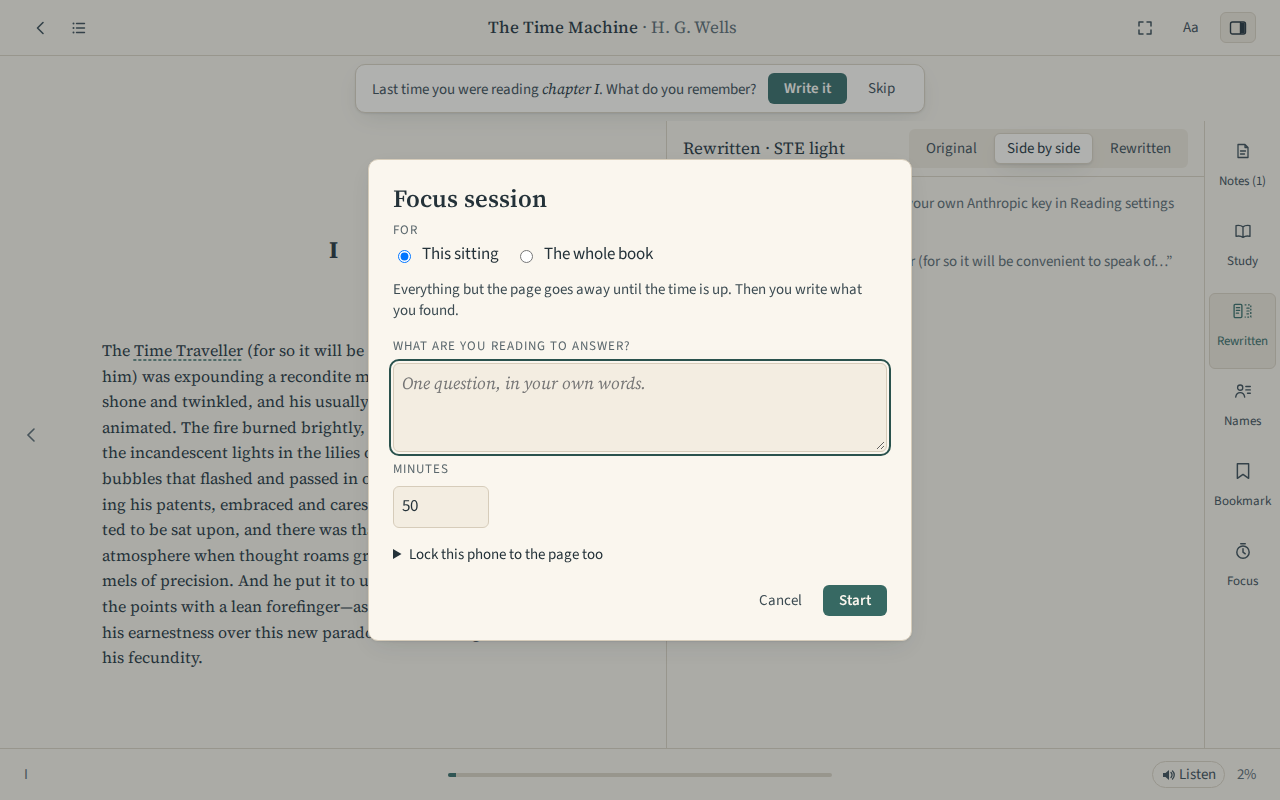 The Time Machine · H. G. Wells
Aa
Last time you were reading chapter I. What do you remember?
Write it
Skip
Rewritten · STE light
Original
Side by side
Rewritten
your own Anthropic key in Reading settings
(for so it will be convenient to speak of…”
I
The Time Traveller (for so it will be
him) was expounding a recondite
shone and twinkled, and his usually
animated. The fire burned brightly,
the incandescent lights in the lilies
bubbles that flashed and passed in
ing his patents, embraced and
ted to be sat upon, and there was
atmosphere when thought roams
mels of precision. And he put it to
the points with a lean forefinger—as
his earnestness over this new
his fecundity.
Focus session
FOR
This sitting
The whole book
Everything but the page goes away until the time is up. Then you write what
you found.
WHAT ARE YOU READING TO ANSWER?
One question, in your own words.
MINUTES
50
Lock this phone to the page too
Cancel
Start
Notes (1)
Study
Rewritten
Names
Bookmark
Focus
I
Listen
2%